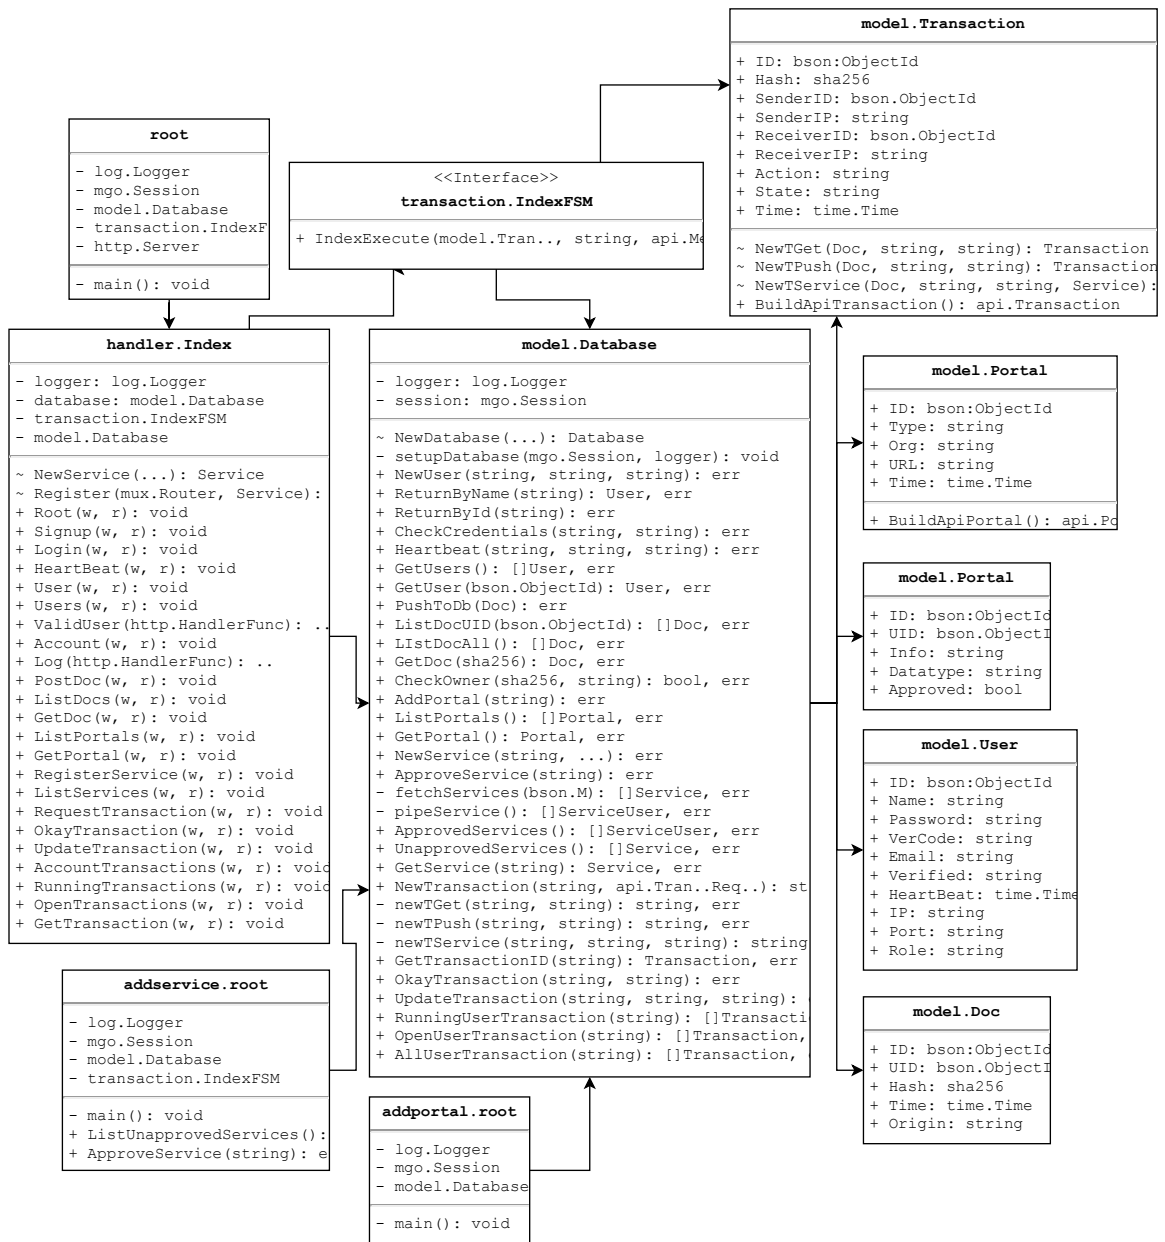 model.Transaction
+ ID: bson:ObjectId
+ Hash: sha256
+ SenderID: bson.ObjectId
+ SenderIP: string
+ ReceiverID: bson.ObjectId
+ ReceiverIP: string
+ Action: string
+ State: string
+ Time: time.Time
~ NewTGet(Doc, string, string): Transaction
~ NewTPush(Doc, string, string): Transaction
~ NewTService(Doc, string, string, Service):
+ BuildApiTransaction(): api.Transaction
root
- log.Logger
- mgo.Session
- model.Database
- transaction.IndexF
- http.Server
- main(): void
<<Interface>>
transaction.IndexFSM
+ IndexExecute(model.Tran.., string, api.Me
handler.Index
- logger: log.Logger
- database: model.Database
- transaction.IndexFSM
- model.Database
~ NewService(...): Service
~ Register(mux.Router, Service):
+ Root(w, r): void
+ Signup(w, r): void
+ Login(w, r): void
+ HeartBeat(w, r): void
+ User(w, r): void
+ Users(w, r): void
+ ValidUser(http.HandlerFunc): ..
+ Account(w, r): void
+ Log(http.HandlerFunc): ..
+ PostDoc(w, r): void
+ ListDocs(w, r): void
+ GetDoc(w, r): void
+ ListPortals(w, r): void
+ GetPortal(w, r): void
+ RegisterService(w, r): void
+ ListServices(w, r): void
+ RequestTransaction(w, r): void
+ OkayTransaction(w, r): void
+ UpdateTransaction(w, r): void
+ AccountTransactions(w, r): void
+ RunningTransactions(w, r): void
+ OpenTransactions(w, r): void
+ GetTransaction(w, r): void
model.Database
- logger: log.Logger
- session: mgo.Session
~ NewDatabase(...): Database
- setupDatabase(mgo.Session, logger): void
+ NewUser(string, string, string): err
+ ReturnByName(string): User, err
+ ReturnById(string): err
+ CheckCredentials(string, string): err
+ Heartbeat(string, string, string): err
+ GetUsers(): []User, err
+ GetUser(bson.ObjectId): User, err
+ PushToDb(Doc): err
+ ListDocUID(bson.ObjectId): []Doc, err
+ LIstDocAll(): []Doc, err
+ GetDoc(sha256): Doc, err
+ CheckOwner(sha256, string): bool, err
+ AddPortal(string): err
+ ListPortals(): []Portal, err
+ GetPortal(): Portal, err
+ NewService(string, ...): err
+ ApproveService(string): err
- fetchServices(bson.M): []Service, err
- pipeService(): []ServiceUser, err
+ ApprovedServices(): []ServiceUser, err
+ UnapprovedServices(): []Service, err
+ GetService(string): Service, err
+ NewTransaction(string, api.Tran..Req..): st
- newTGet(string, string): string, err
- newTPush(string, string): string, err
- newTService(string, string, string): string
+ GetTransactionID(string): Transaction, err
+ OkayTransaction(string, string): err
+ UpdateTransaction(string, string, string):
+ RunningUserTransaction(string): []Transacti
+ OpenUserTransaction(string): []Transaction,
+ AllUserTransaction(string): []Transaction,
model.Portal
+ ID: bson:ObjectId
+ Type: string
+ Org: string
+ URL: string
+ Time: time.Time
+ BuildApiPortal(): api.Po
model.Portal
+ ID: bson:ObjectId
+ UID: bson.ObjectI
+ Info: string
+ Datatype: string
+ Approved: bool
model.User
+ ID: bson:ObjectId
+ Name: string
+ Password: string
+ VerCode: string
+ Email: string
+ Verified: string
+ HeartBeat: time.Time
+ IP: string
+ Port: string
+ Role: string
addservice.root
- log.Logger
- mgo.Session
- model.Database
- transaction.IndexFSM
- main(): void
+ ListUnapprovedServices():
+ ApproveService(string): e
model.Doc
+ ID: bson:ObjectId
+ UID: bson.ObjectI
+ Hash: sha256
+ Time: time.Time
+ Origin: string
addportal.root
- log.Logger
- mgo.Session
- model.Database
- main(): void